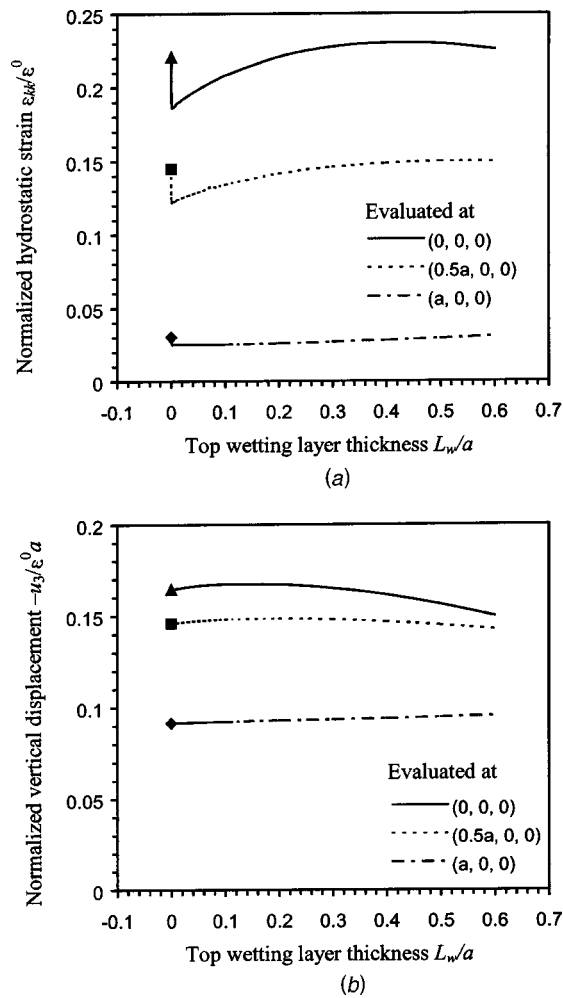 0.25
0.2
0.15
0.1
0.05
0
Normalized hydrostatic strain εkk/ε⁰
Evaluated at
(0, 0, 0)
(0.5a, 0, 0)
(a, 0, 0)
-0.1 0 0.1 0.2 0.3 0.4 0.5 0.6 0.7
Top wetting layer thickness Lw/a
(a)
0.2
0.15
0.1
0.05
0
Normalized vertical displacement –u₃/ε⁰a
Evaluated at
(0, 0, 0)
(0.5a, 0, 0)
(a, 0, 0)
-0.1 0 0.1 0.2 0.3 0.4 0.5 0.6 0.7
Top wetting layer thickness Lw/a
(b)